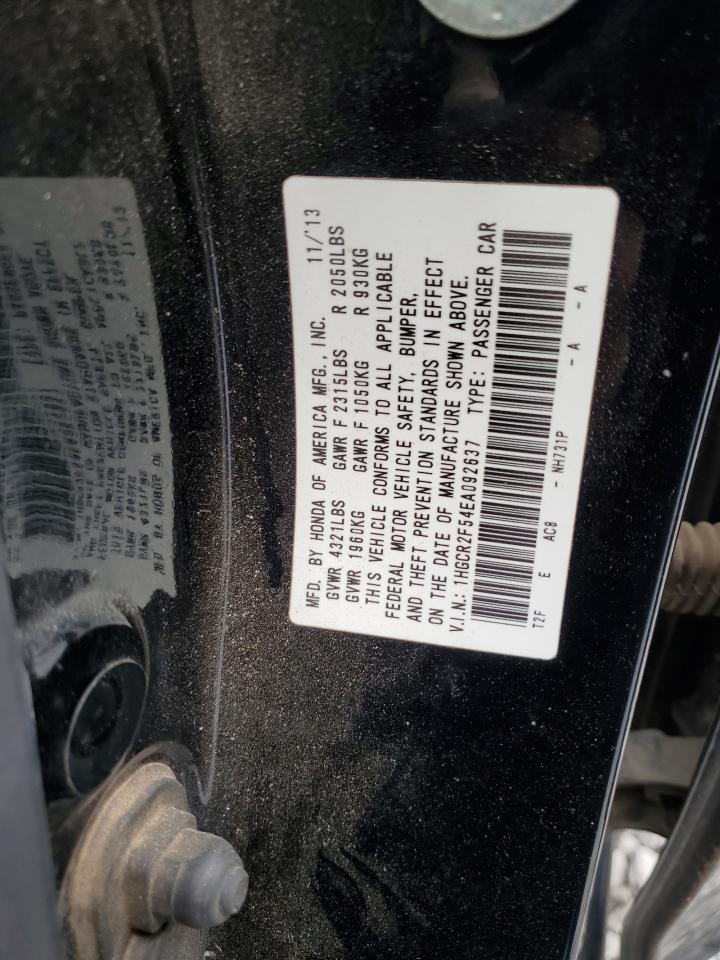 MFD. BY HONDA OF AMERICA MFG., INC. 11/'13
GVWR 4321LBS GAWR F 2315LBS R 2050LBS
GVWR 1960KG GAWR F 1050KG R 930KG
THIS VEHICLE CONFORMS TO ALL APPLICABLE
FEDERAL MOTOR VEHICLE SAFETY, BUMPER,
AND THEFT PREVENTION STANDARDS IN EFFECT
ON THE DATE OF MANUFACTURE SHOWN ABOVE.
V.I.N.: 1HGCR2F54EA092637 TYPE: PASSENGER CAR
T2F E ACB - NH731P - A - A